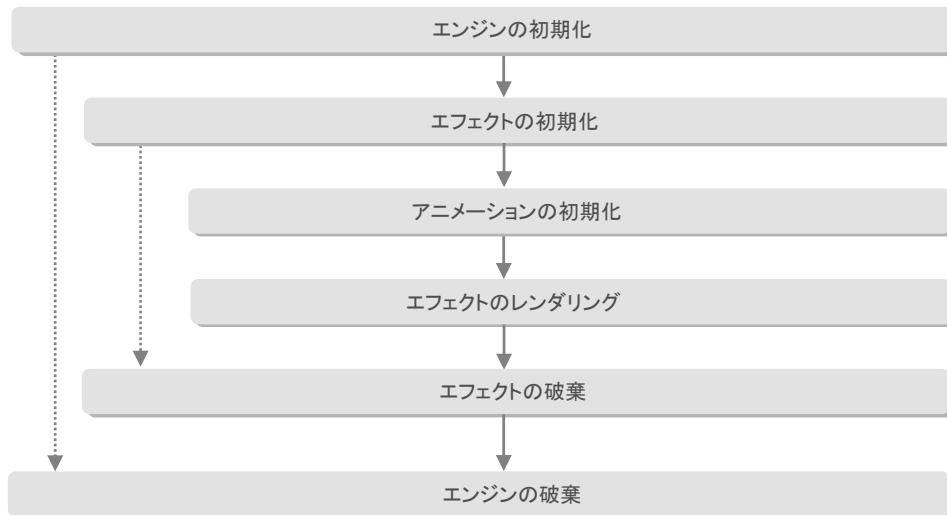 エンジンの初期化
エフェクトの初期化
アニメーションの初期化
エフェクトのレンダリング
エフェクトの破棄
エンジンの破棄